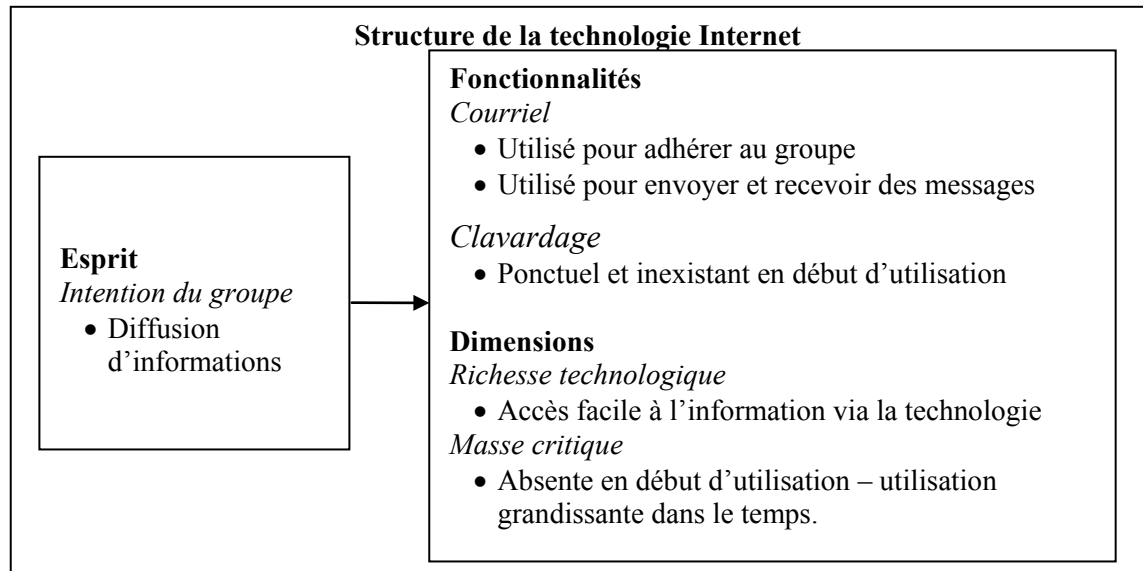 Structure de la technologie Internet
Esprit
Intention du groupe
• Diffusion
d’informations
Fonctionnalités
Courriel
• Utilisé pour adhérer au groupe
• Utilisé pour envoyer et recevoir des messages
Clavardage
• Ponctuel et inexistant en début d’utilisation
Dimensions
Richesse technologique
• Accès facile à l’information via la technologie
Masse critique
• Absente en début d’utilisation – utilisation
grandissante dans le temps.